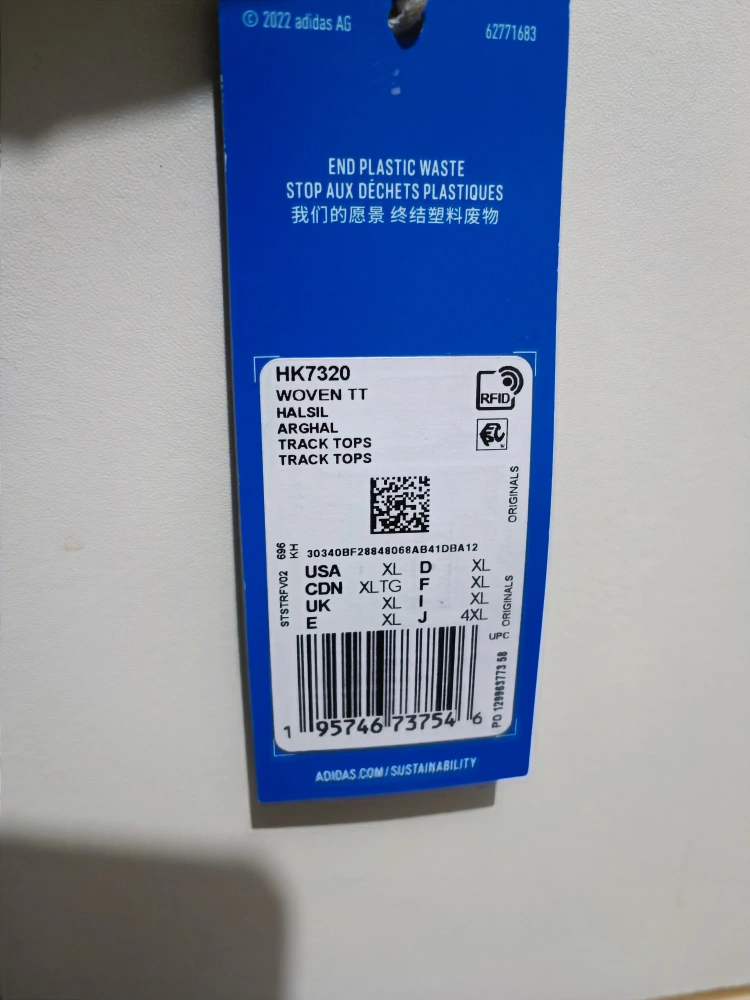 © 2022 adidas AG
62771683
END PLASTIC WASTE
STOP AUX DÉCHETS PLASTIQUES
我们的愿景 终结塑料废物
HK7320
WOVEN TT
HALSIL
ARGHAL
TRACK TOPS
TRACK TOPS
RFID
ORIGINALS
696
KH
30340BF28848068AB41DBA12
STSTRFV02
USA XL D XL
CDN XLTG F XL
UK XL I XL
E XL J 4XL
ORIGINALS
UPC
PO 129963773 58
1 95746 73754 6
ADIDAS.COM/SUSTAINABILITY